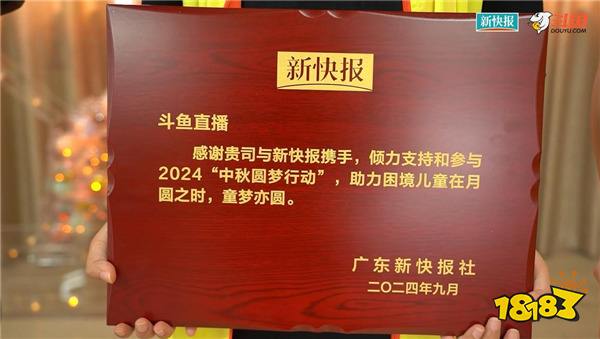 新快报
斗鱼
DOUYU.COM
新快报
斗鱼直播
感谢贵司与新快报携手，倾力支持和参与
2024“中秋圆梦行动”，助力困境儿童在月
圆之时，童梦亦圆。
广东新快报社
二〇二四年九月
18183